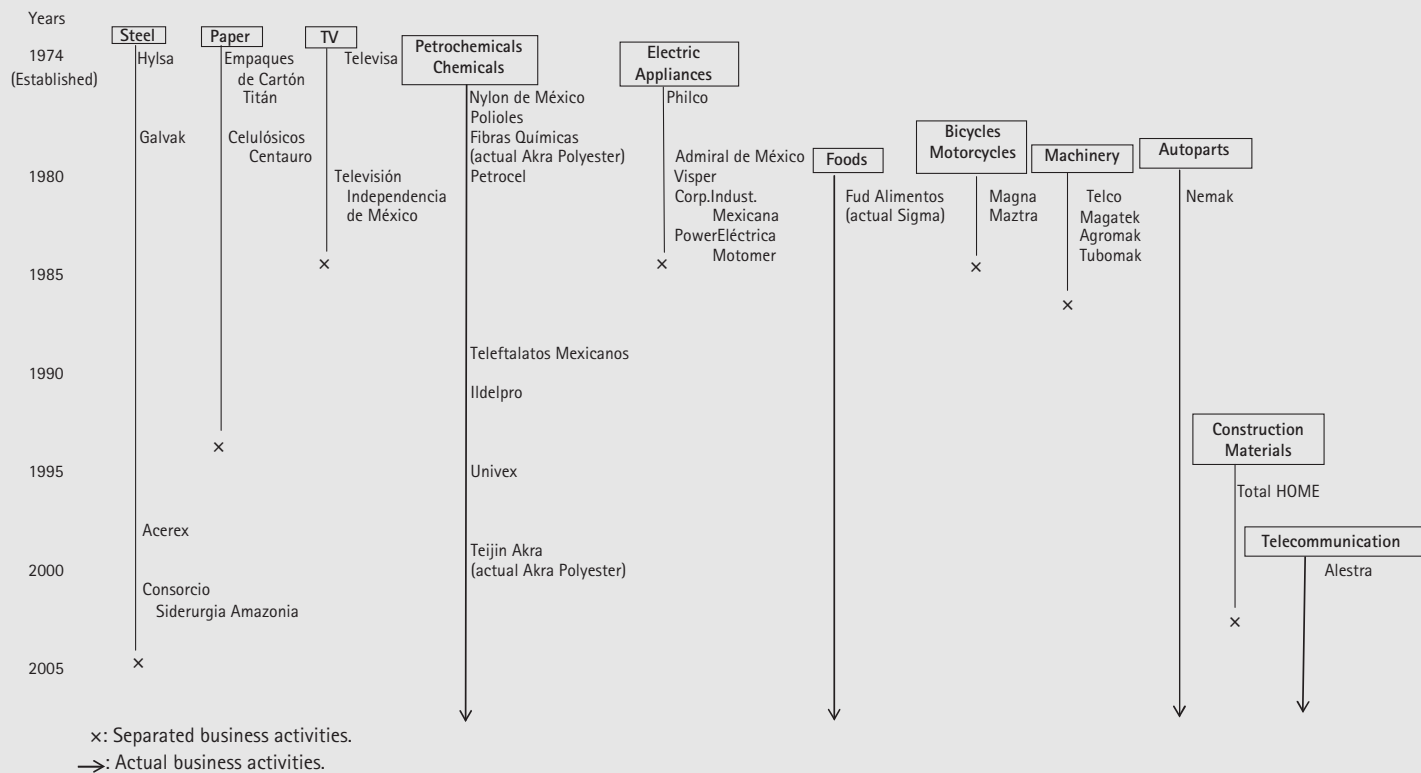 Years
1974
(Established)
1980
1985
1990
1995
2000
2005
Steel
Hylsa
Galvak
Acerex
Consorcio
Siderurgia Amazonia
×
Paper
Empaques
de Cartón
Titán
Celulósicos
Centauro
×
TV
Televisa
Televisión
Independencia
de México
×
Petrochemicals
Chemicals
Nylon de México
Polioles
Fibras Químicas
(actual Akra Polyester)
Petrocel
Teleftalatos Mexicanos
Ildelpro
Univex
Teijin Akra
(actual Akra Polyester)
Electric
Appliances
Philco
Admiral de México
Visper
Corp.Indust.
Mexicana
PowerEléctrica
Motomer
×
Foods
Fud Alimentos
(actual Sigma)
Bicycles
Motorcycles
Magna
Maztra
×
Machinery
Telco
Magatek
Agromak
Tubomak
×
Autoparts
Nemak
Construction
Materials
Total HOME
×
Telecommunication
Alestra
×: Separated business activities.
→: Actual business activities.